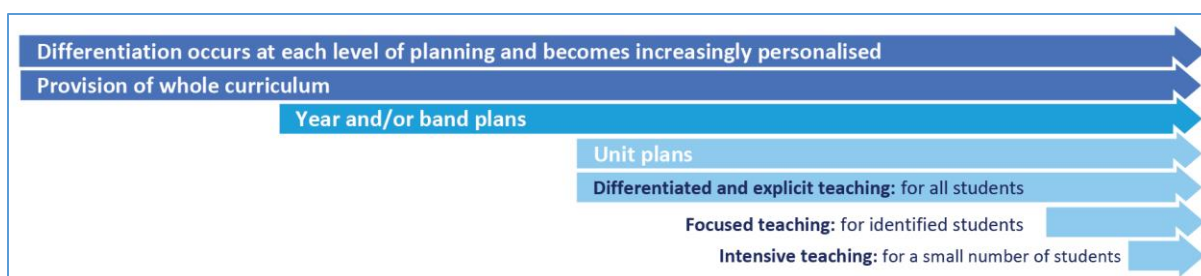 Differentiation occurs at each level of planning and becomes increasingly personalised
Provision of whole curriculum
Year and/or band plans
Unit plans
Differentiated and explicit teaching: for all students
Focused teaching: for identified students
Intensive teaching: for a small number of students